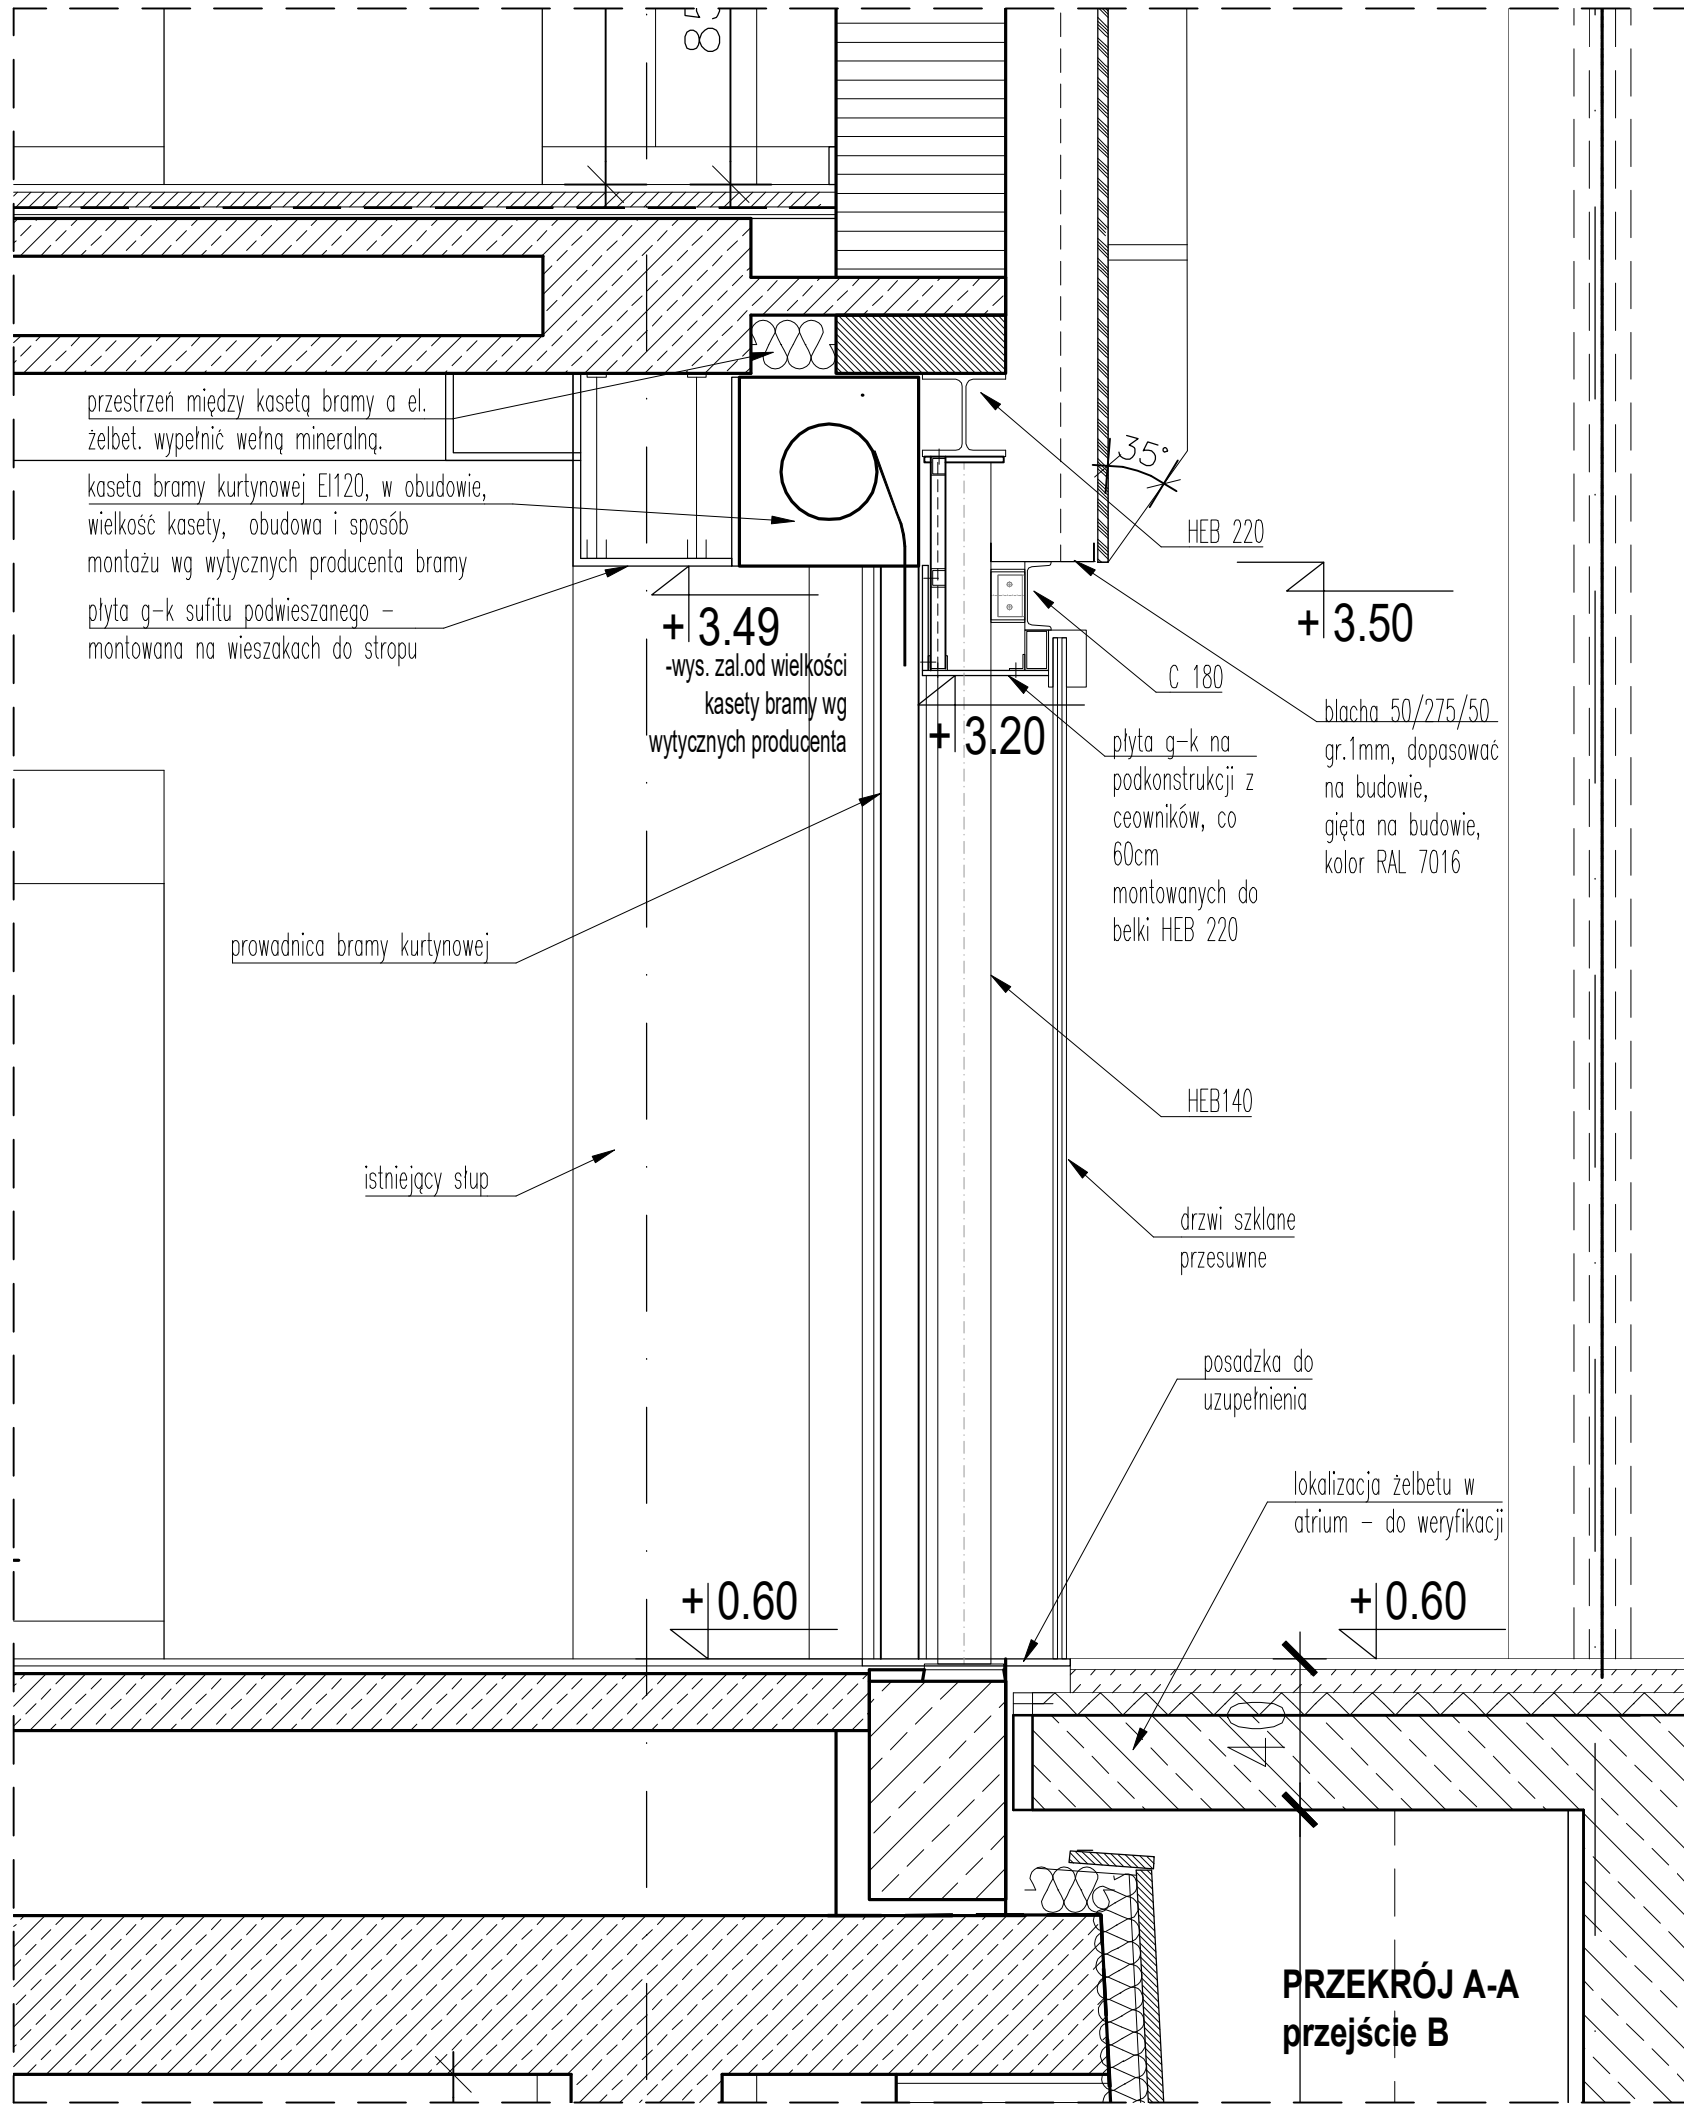 przestrzeń między kasetą bramy a el.
żelbet. wypełnić wełną mineralną.
kaseta bramy kurtynowej EI120, w obudowie,
wielkość kasety, obudowa i sposób
montażu wg wytycznych producenta bramy
płyta g-k sufitu podwieszanego -
montowana na wieszakach do stropu
35°
HEB 220
+ 3.49
-wys. zal.od wielkości
kasety bramy wg
wytycznych producenta
+ 3.50
C 180
+ 3.20
blacha 50/275/50
gr.1mm, dopasować
na budowie,
gięta na budowie,
kolor RAL 7016
płyta g-k na
podkonstrukcji z
ceowników, co
60cm
montowanych do
belki HEB 220
prowadnica bramy kurtynowej
HEB140
istniejący słup
drzwi szklane
przesuwne
posadzka do
uzupełnienia
lokalizacja żelbetu w
atrium - do weryfikacji
+ 0.60
+ 0.60
40
PRZEKRÓJ A-A
przejście B